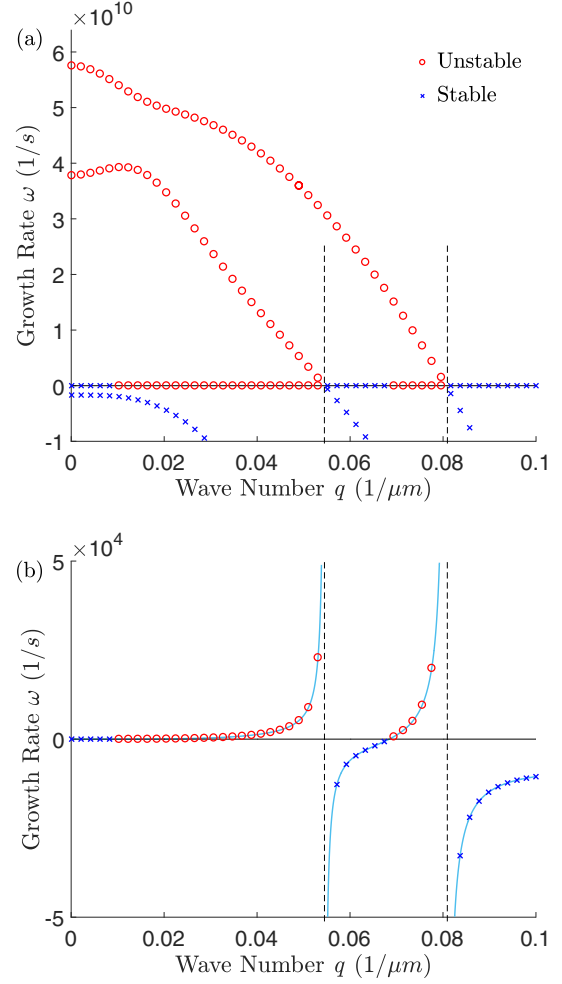 (a)
×10^10
Unstable
Stable
Growth Rate ω (1/s)
6
5
4
3
2
1
0
-1
0 0.02 0.04 0.06 0.08 0.1
Wave Number q (1/μm)
(b)
×10^4
Growth Rate ω (1/s)
5
0
-5
0 0.02 0.04 0.06 0.08 0.1
Wave Number q (1/μm)